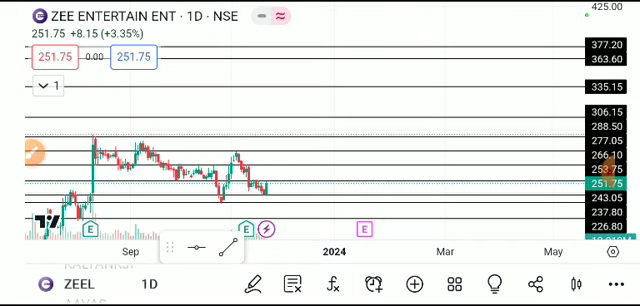 ZEE ENTERTAIN ENT · 1D · NSE
425.00
251.75 +8.15 (+3.35%)
251.75 0.00 251.75
1
377.20
363.60
335.15
306.15
288.50
277.05
266.10
253.75
251.75
243.05
237.80
226.80
E E E
Sep 2024 Mar May
ZEEL 1D